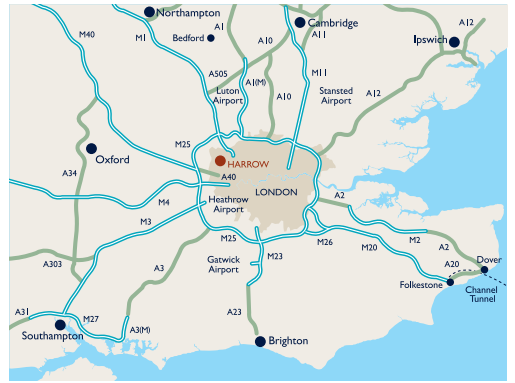 Northampton
Cambridge
A12
M40
M1
Bedford
A1
A10
A11
Ipswich
A505
M11
Luton
Airport
A1(M)
A10
Stansted
Airport
A12
M25
Oxford
HARROW
A34
A40
LONDON
M4
Heathrow
Airport
A2
M3
M25
M26
M20
M2
A2
Dover
A303
A3
Gatwick
Airport
M23
A20
Folkestone
Channel
Tunnel
A31
M27
A3(M)
A23
Southampton
Brighton